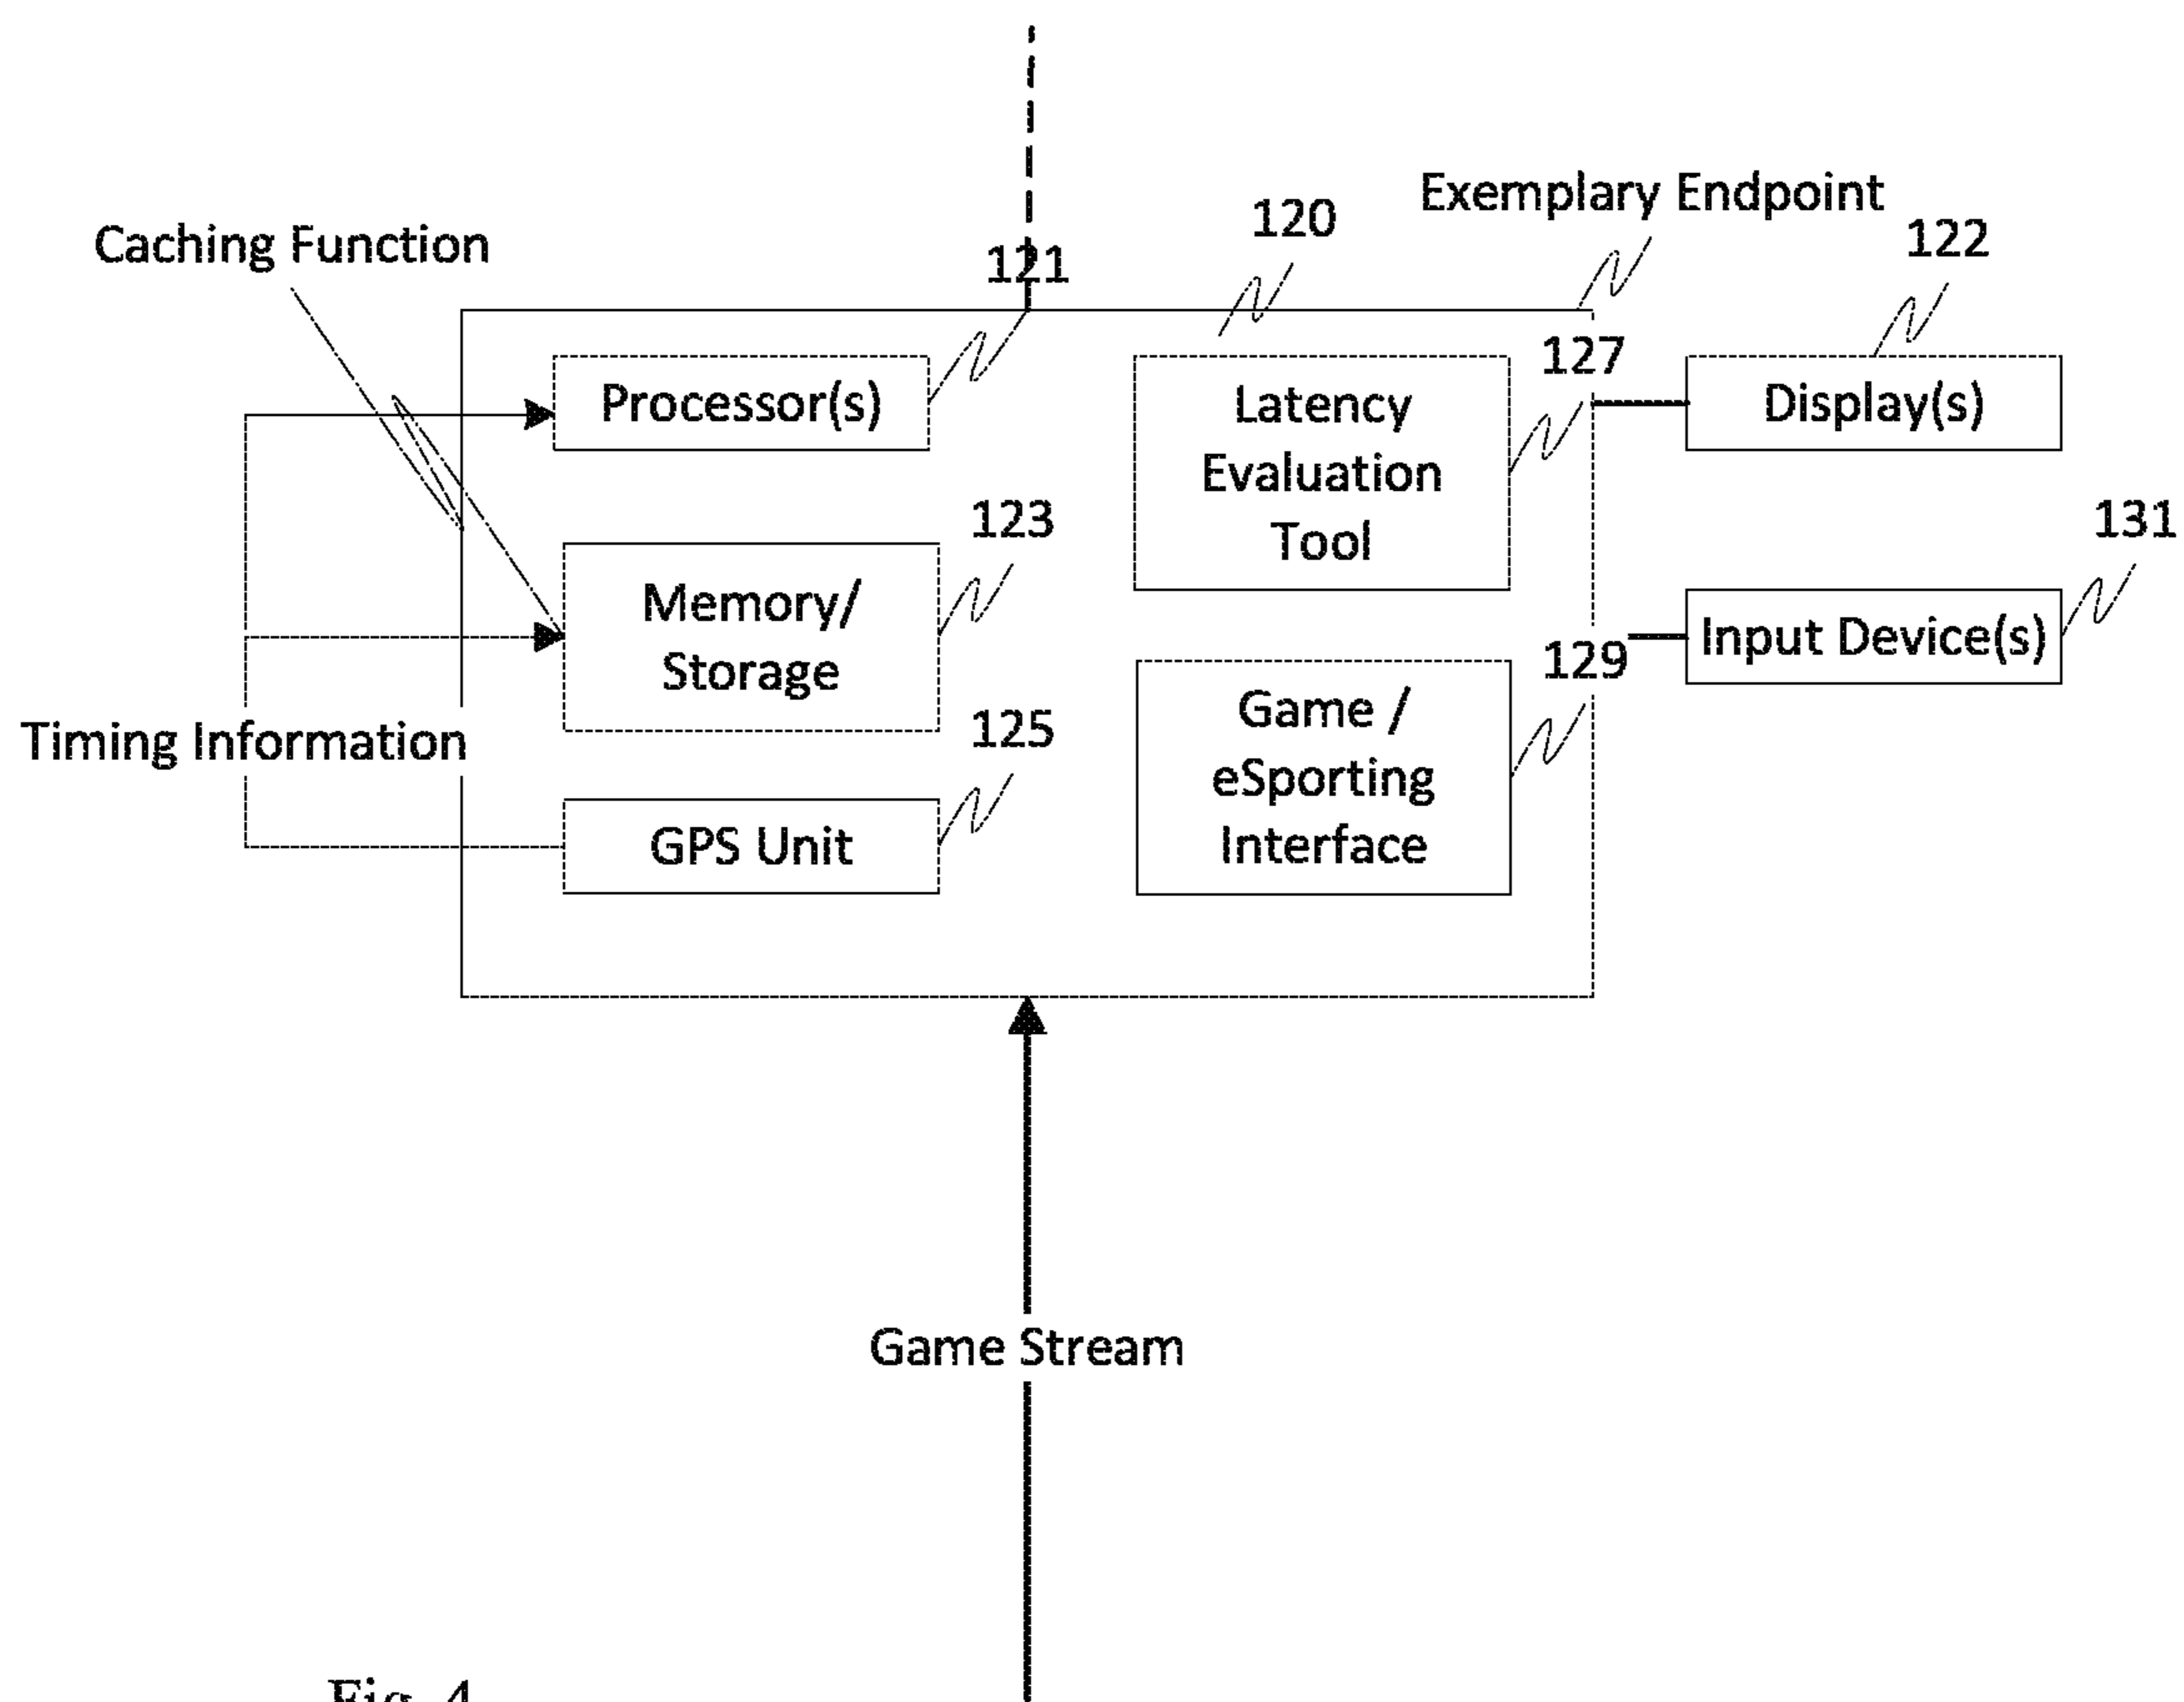 Exemplary Endpoint
120
122
Caching Function
121
127
Processor(s)
Latency
Evaluation
Tool
Display(s)
123
131
Memory/
Storage
129
Input Device(s)
Timing Information
125
Game /
eSporting
Interface
GPS Unit
Game Stream
Fig. 4